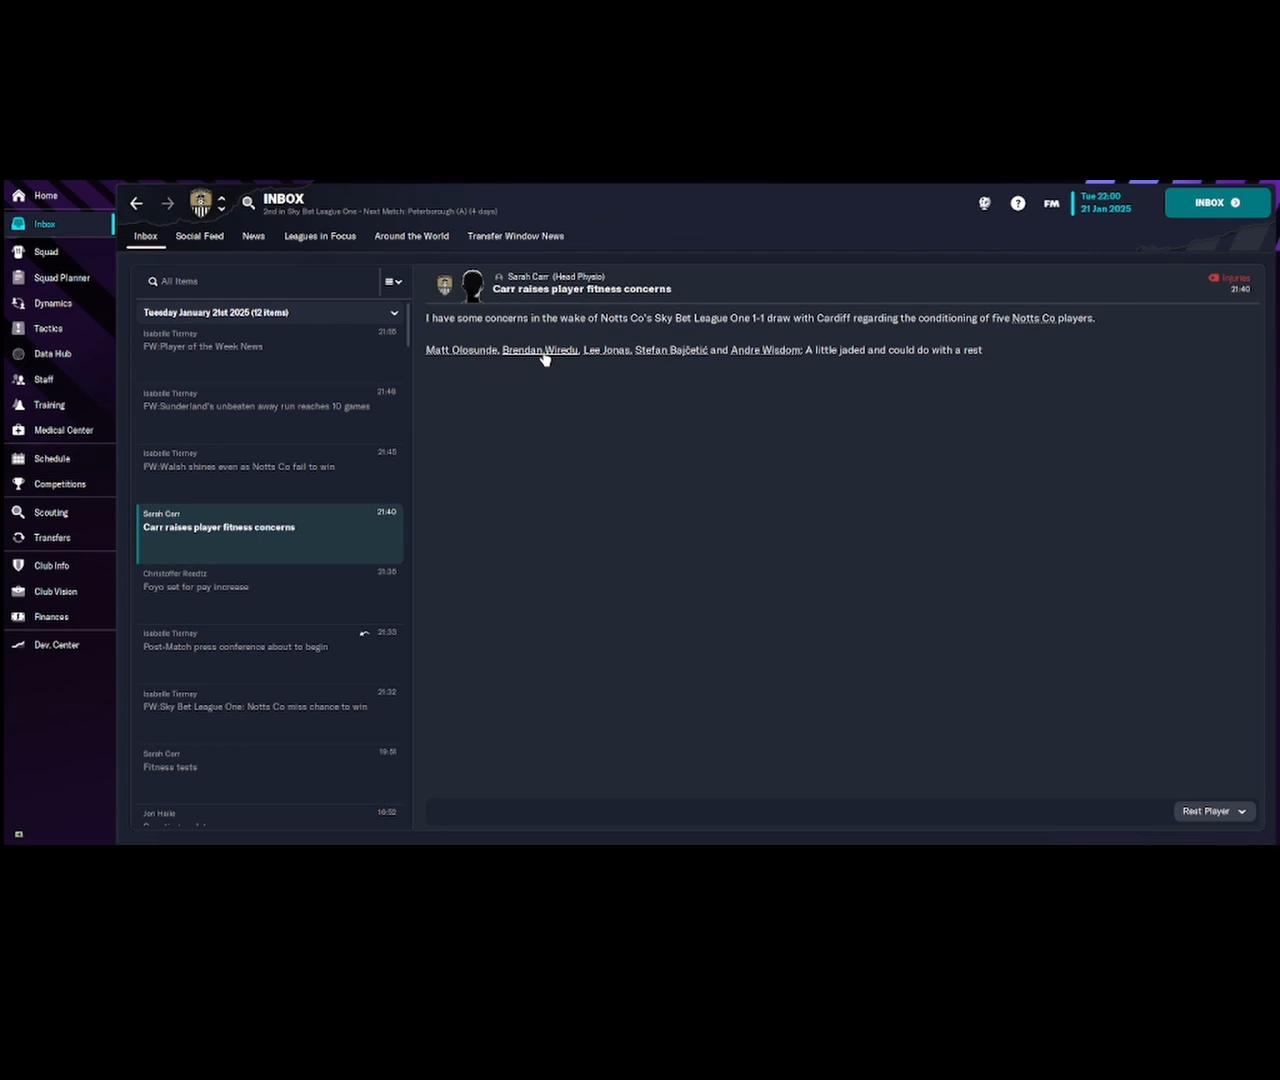 Home
Inbox
Squad
Squad Planner
Dynamics
Tactics
Data Hub
Staff
Training
Medical Center
Schedule
Competitions
Scouting
Transfers
Club Info
Club Vision
Finances
Dev. Center
INBOX
2nd in Sky Bet League One - Next Match: Peterborough (A) (4 days)
FM
Tue 22:00
21 Jan 2025
INBOX
Inbox Social Feed News Leagues in Focus Around the World Transfer Window News
All Items
Tuesday January 21st 2025 (12 items)
Isabelle Tierney 21:55
FW:Player of the Week News
Isabelle Tierney 21:46
FW:Sunderland's unbeaten away run reaches 10 games
Isabelle Tierney 21:45
FW:Walsh shines even as Notts Co fail to win
Sarah Carr 21:40
Carr raises player fitness concerns
Christoffer Reedtz 21:36
Foyo set for pay increase
Isabelle Tierney 21:33
Post-Match press conference about to begin
Isabelle Tierney 21:32
FW:Sky Bet League One: Notts Co miss chance to win
Sarah Carr 19:51
Fitness tests
Jon Haile 16:52
Sarah Carr (Head Physio)
Carr raises player fitness concerns
Injuries
21:40
I have some concerns in the wake of Notts Co's Sky Bet League One 1-1 draw with Cardiff regarding the conditioning of five Notts Co players.
Matt Olosunde, Brendan Wiredu, Lee Jonas, Stefan Bajčetić and Andre Wisdom: A little jaded and could do with a rest
Rest Player